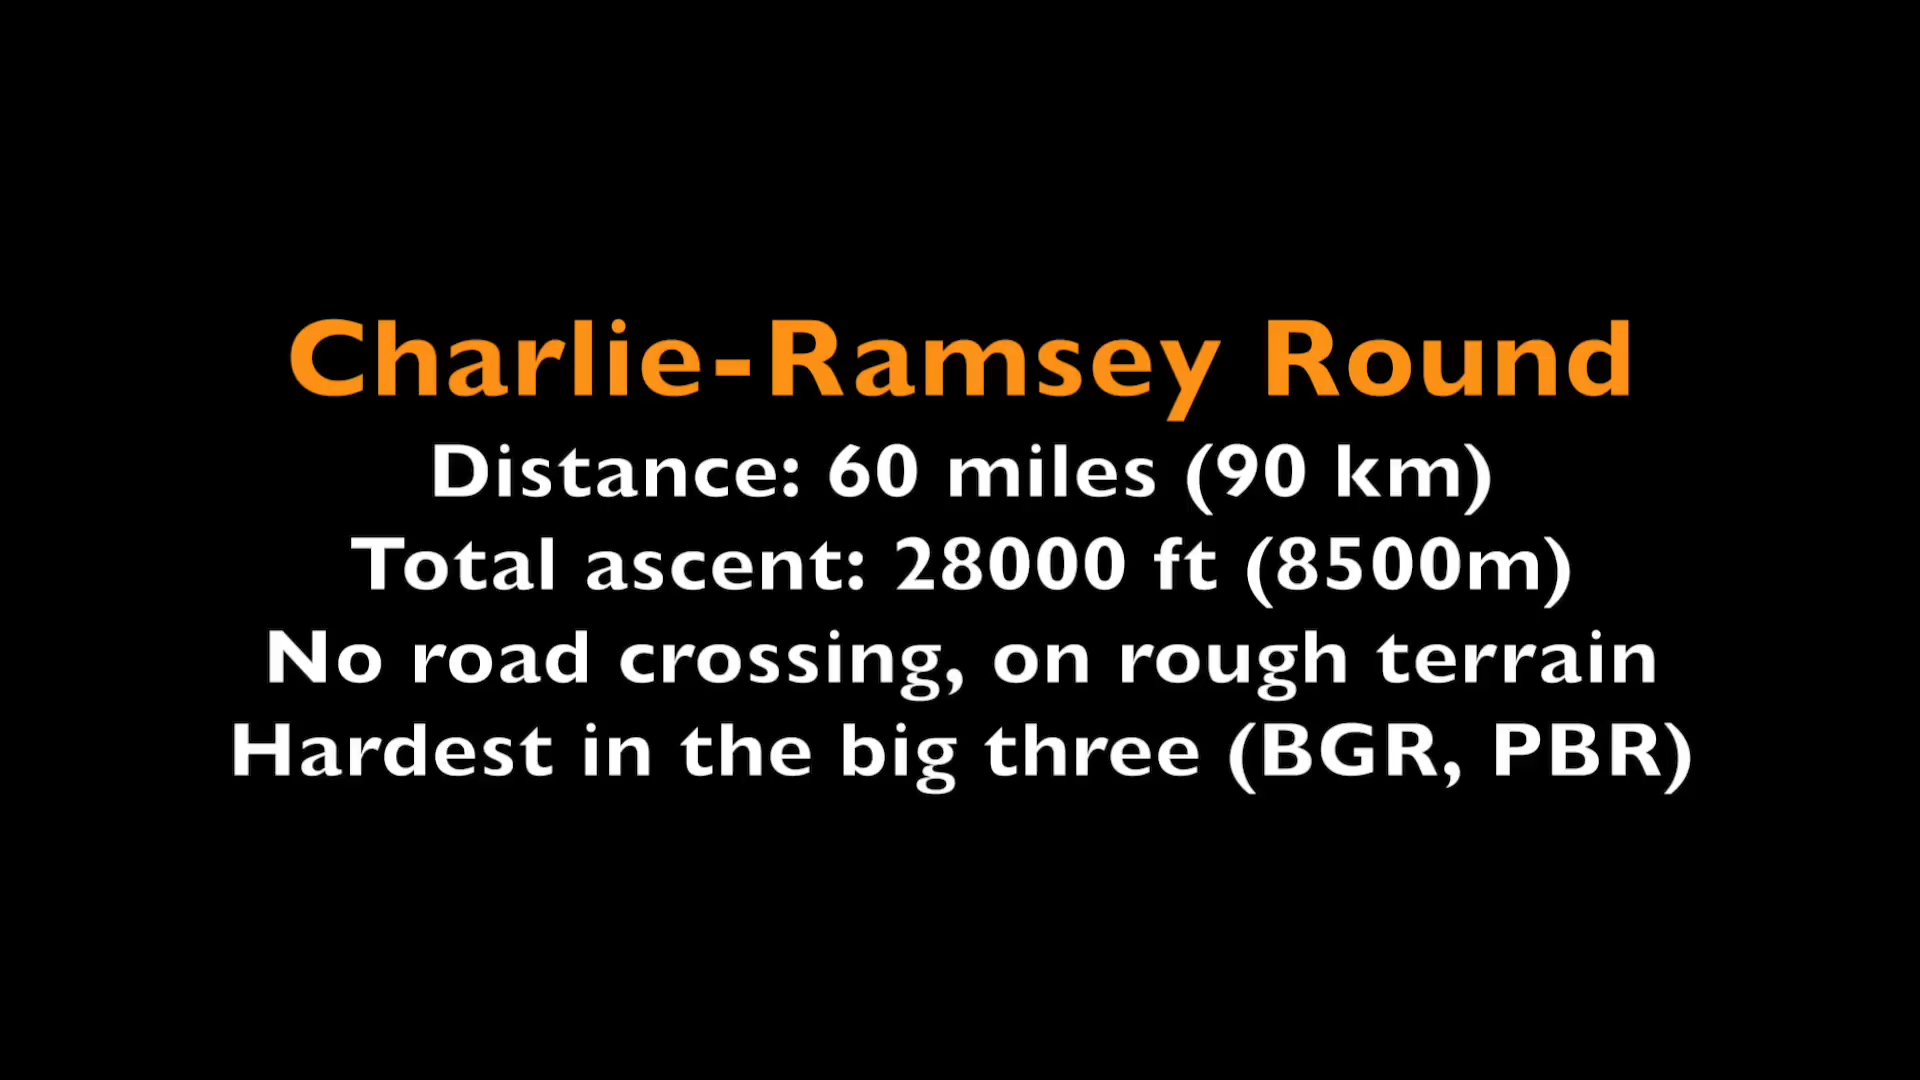 Charlie-Ramsey Round
Distance: 60 miles (90 km)
Total ascent: 28000 ft (8500m)
No road crossing, on rough terrain
Hardest in the big three (BGR, PBR)